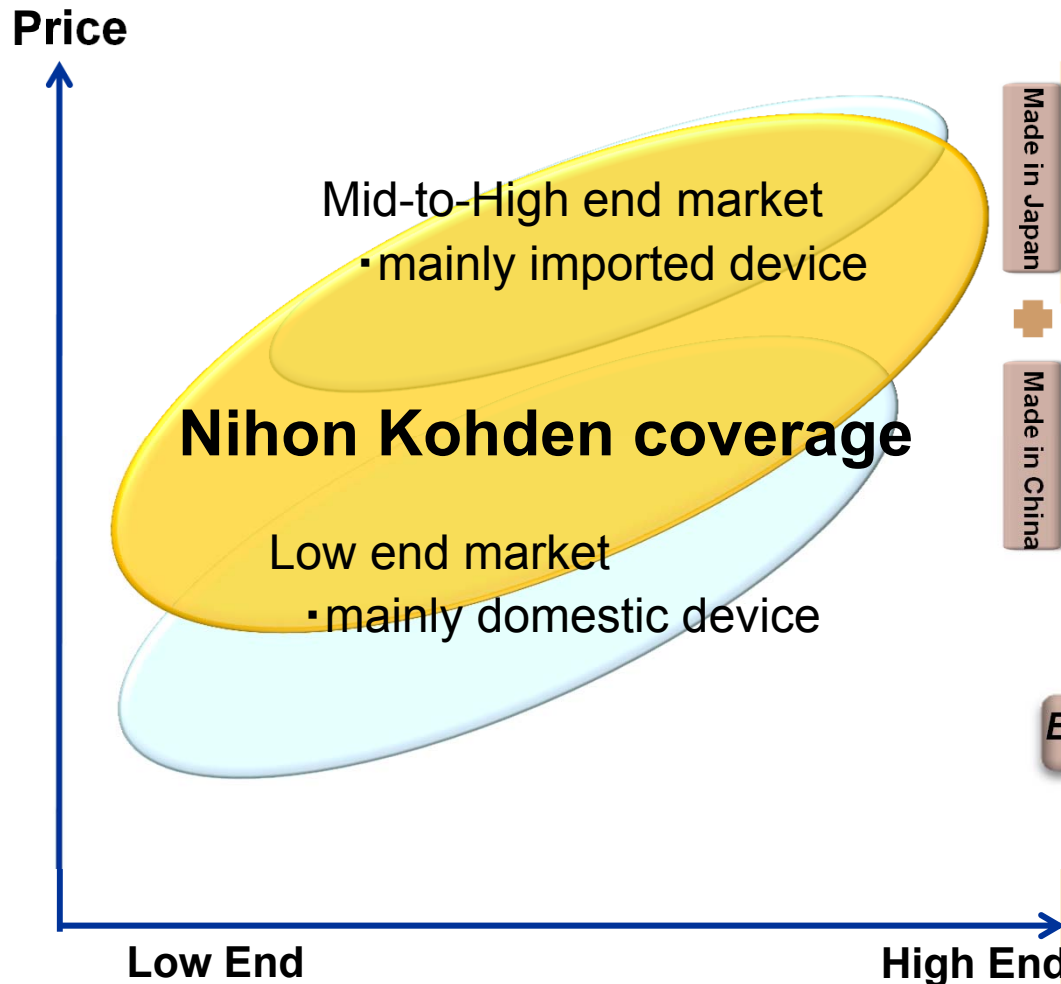 Price
Made in Japan
Mid-to-High end market
・mainly imported device
Made in China
Nihon Kohden coverage
Low end market
・mainly domestic device
Low End
High End